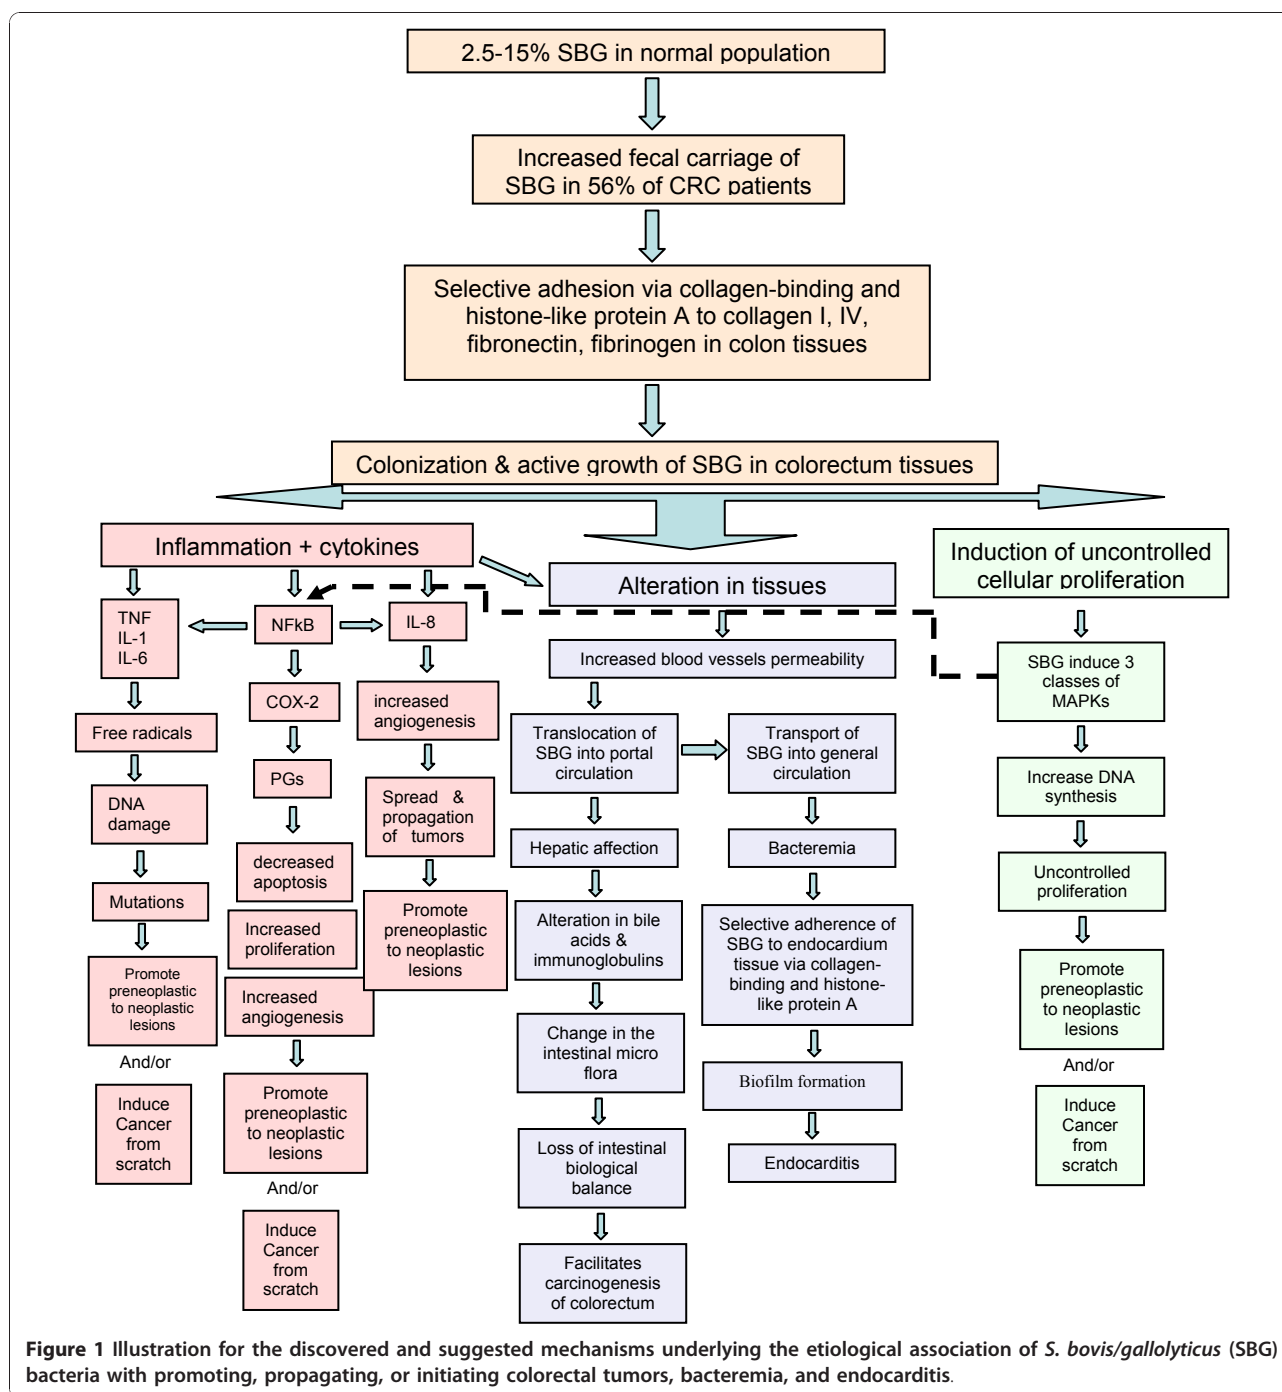 2.5-15% SBG in normal population
Increased fecal carriage of
SBG in 56% of CRC patients
Selective adhesion via collagen-binding and
histone-like protein A to collagen I, IV,
fibronectin, fibrinogen in colon tissues
Colonization & active growth of SBG in colorectum tissues
Inflammation + cytokines
TNF
IL-1
IL-6
Free radicals
DNA
damage
Mutations
Promote
preneoplastic
to neoplastic
lesions
And/or
Induce
Cancer
from
scratch
NFkB
COX-2
PGs
decreased
apoptosis
Increased
proliferation
Increased
angiogenesis
Promote
preneoplastic
to neoplastic
lesions
And/or
Induce
Cancer
from
scratch
IL-8
increased
angiogenesis
Spread &
propagation
of tumors
Promote
preneoplastic
to neoplastic
lesions
Alteration in tissues
Increased blood vessels permeability
Translocation of
SBG into portal
circulation
Hepatic affection
Alteration in bile
acids &
immunoglobulins
Change in the
intestinal micro
flora
Loss of intestinal
biological
balance
Facilitates
carcinogenesis
of colorectum
Transport of
SBG into general
circulation
Bacteremia
Selective adherence of
SBG to endocardium
tissue via collagen-
binding and histone-
like protein A
Biofilm formation
Endocarditis
Induction of uncontrolled
cellular proliferation
SBG induce 3
classes of
MAPKs
Increase DNA
synthesis
Uncontrolled
proliferation
Promote
preneoplastic
to neoplastic
lesions
And/or
Induce
Cancer
from
scratch
Figure 1 Illustration for the discovered and suggested mechanisms underlying the etiological association of S. bovis/gallolyticus (SBG)
bacteria with promoting, propagating, or initiating colorectal tumors, bacteremia, and endocarditis.